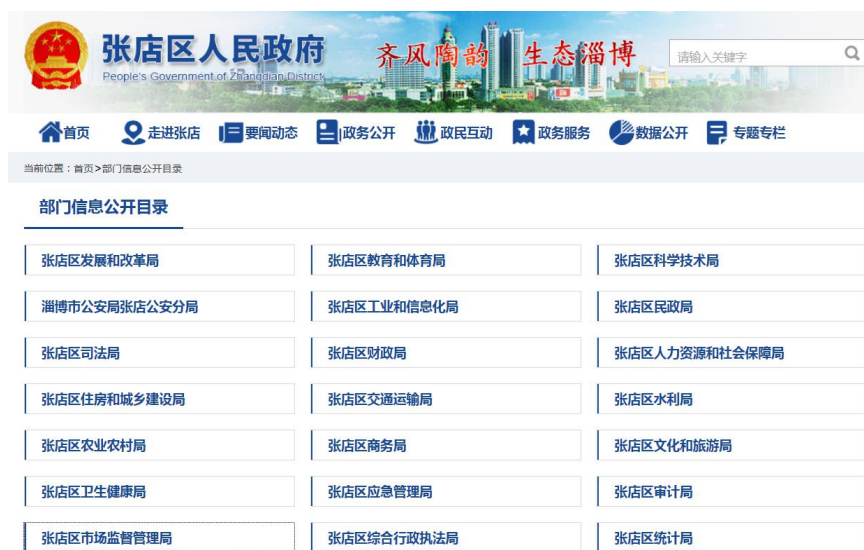 张店区人民政府
People's Government of Zhangdian District
齐风陶韵 生态淄博
请输入关键字
首页 走进张店 要闻动态 政务公开 政民互动 政务服务 数据公开 专题专栏
当前位置：首页>部门信息公开目录
部门信息公开目录
张店区发展和改革局 张店区教育和体育局 张店区科学技术局
淄博市公安局张店公安分局 张店区工业和信息化局 张店区民政局
张店区司法局 张店区财政局 张店区人力资源和社会保障局
张店区住房和城乡建设局 张店区交通运输局 张店区水利局
张店区农业农村局 张店区商务局 张店区文化和旅游局
张店区卫生健康局 张店区应急管理局 张店区审计局
张店区市场监督管理局 张店区综合行政执法局 张店区统计局